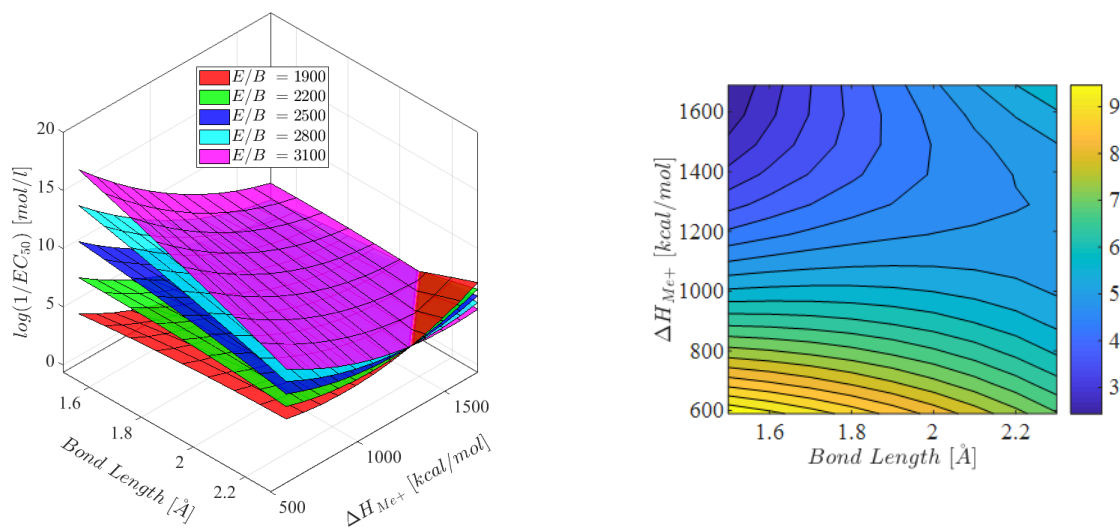 E/B = 1900
E/B = 2200
E/B = 2500
E/B = 2800
E/B = 3100
20
15
10
5
0
log(1/EC₅₀) [mol/l]
1.6
1.8
2
2.2
Bond Length [Å]
500
1000
1500
ΔH_{Me+} [kcal/mol]
1600
1400
1200
1000
800
600
ΔH_{Me+} [kcal/mol]
1.6
1.8
2
2.2
Bond Length [Å]
9
8
7
6
5
4
3